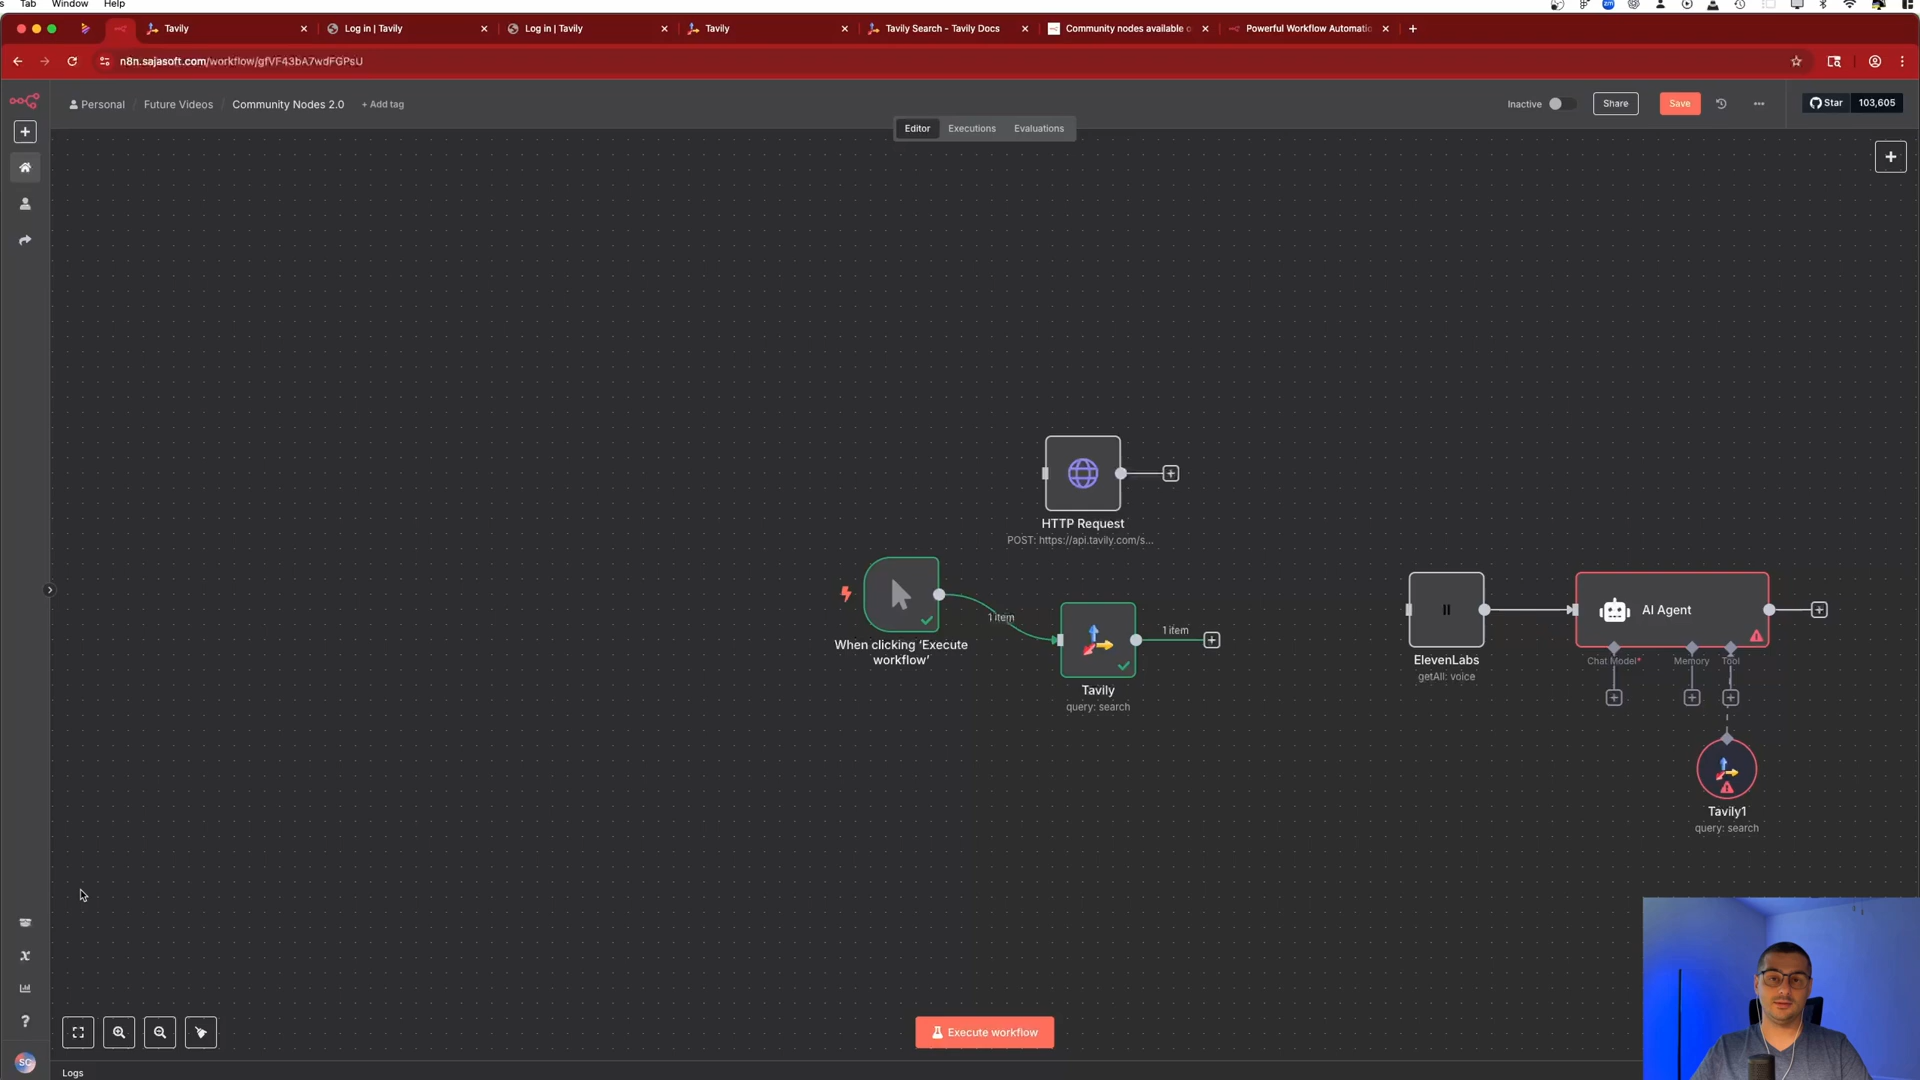 Tab Window Help
Tavily
Log in | Tavily
Log in | Tavily
Tavily
Tavily Search - Tavily Docs
Community nodes available o
Powerful Workflow Automatio
n8n.sajasoft.com/workflow/gfVF43bA7wdFGPsU
Personal / Future Videos / Community Nodes 2.0 + Add tag
Inactive
Share
Save
Star 103,605
Editor Executions Evaluations
HTTP Request
POST: https://api.tavily.com/s...
When clicking ‘Execute
workflow’
1 item
1 item
Tavily
query: search
ElevenLabs
getAll: voice
AI Agent
Chat Model* Memory Tool
Tavily1
query: search
Execute workflow
SC
Logs